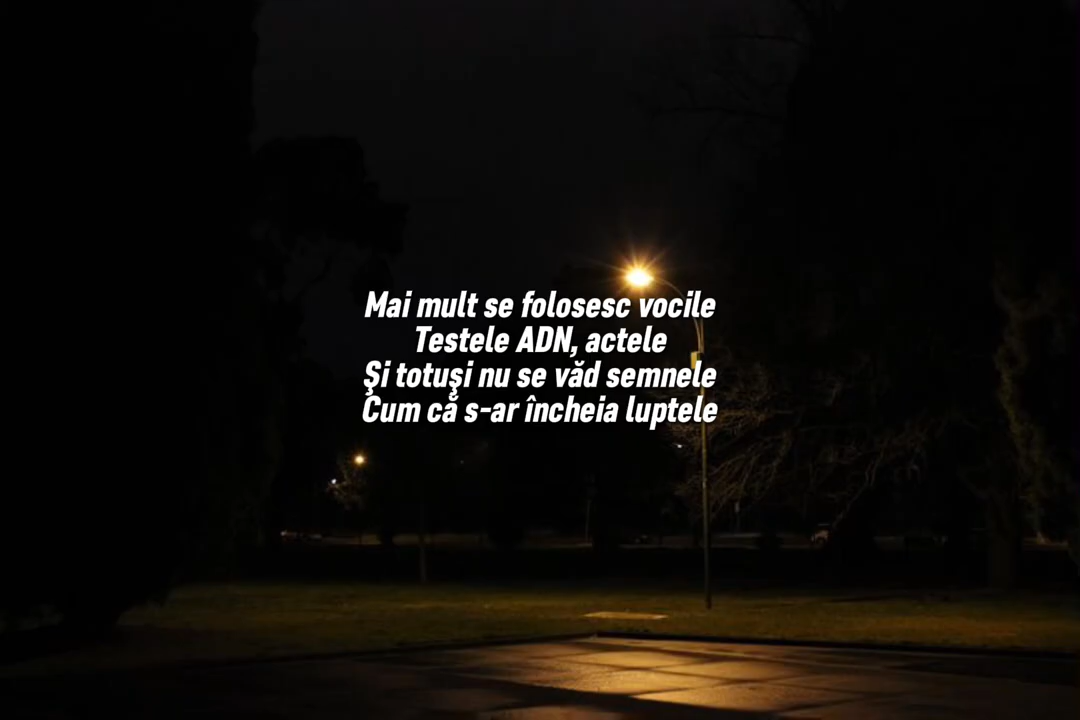 Mai mult se folosesc vocile
Testele ADN, actele
Şi totuşi nu se văd semnele
Cum că s-ar încheia luptele